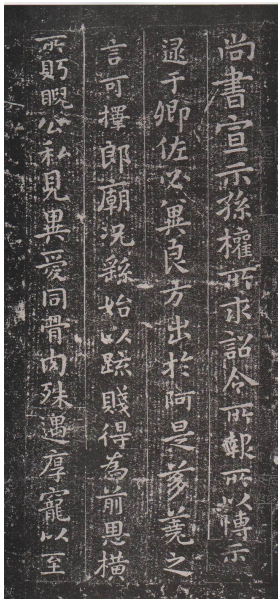 尚書宣示孫權所求詔令所報所以博示
逮于卿佐必冀良方出於阿是芻蕘之
言可擇郎廟況繇始以疎賤得為前恩橫
所眄睨公私見異愛同骨肉殊遇厚寵以至